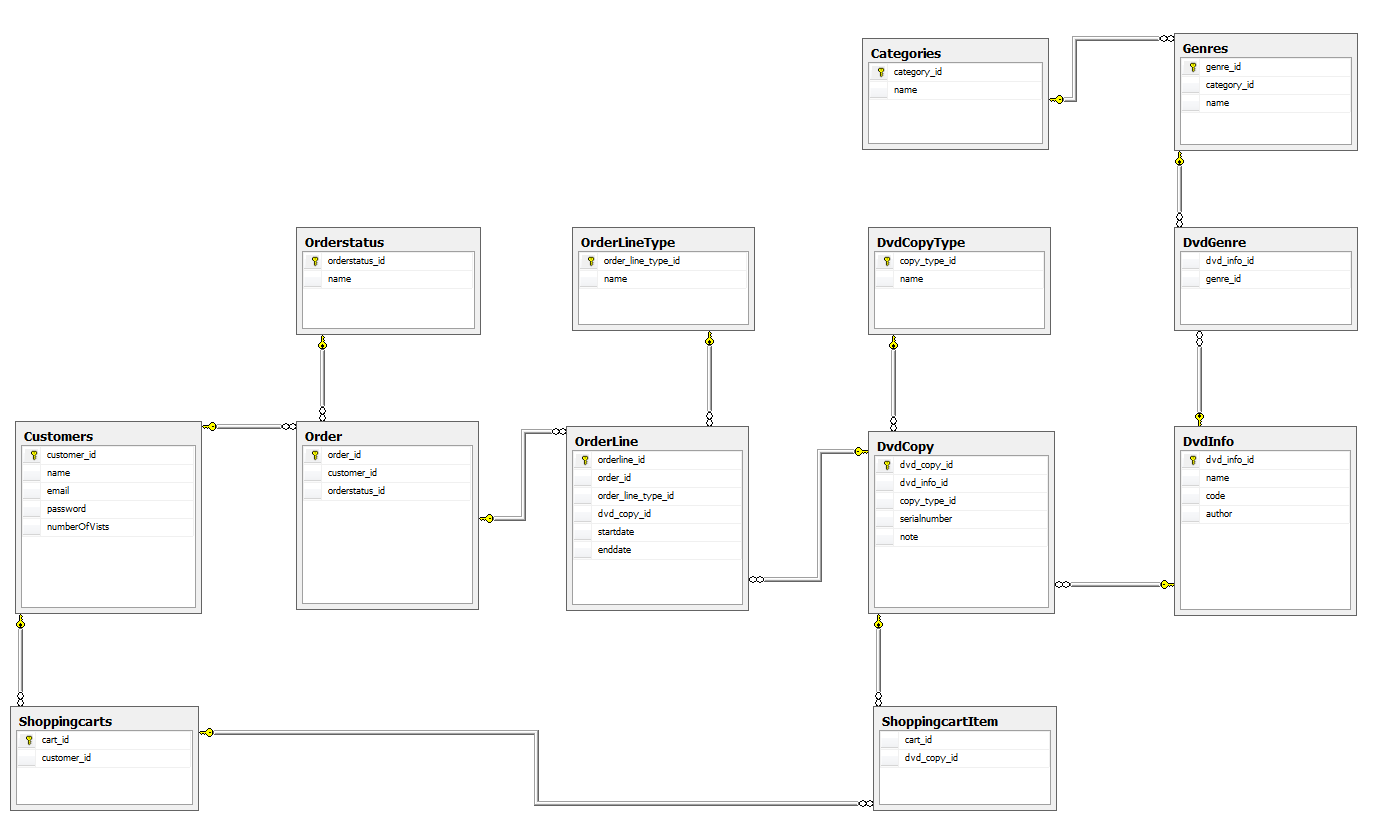 Categories
category_id
name
Genres
genre_id
category_id
name
Orderstatus
orderstatus_id
name
OrderLineType
order_line_type_id
name
DvdCopyType
copy_type_id
name
DvdGenre
dvd_info_id
genre_id
Customers
customer_id
name
email
password
numberOfVists
Order
order_id
customer_id
orderstatus_id
OrderLine
orderline_id
order_id
order_line_type_id
dvd_copy_id
startdate
enddate
DvdCopy
dvd_copy_id
dvd_info_id
copy_type_id
serialnumber
note
DvdInfo
dvd_info_id
name
code
author
Shoppingcarts
cart_id
customer_id
ShoppingcartItem
cart_id
dvd_copy_id